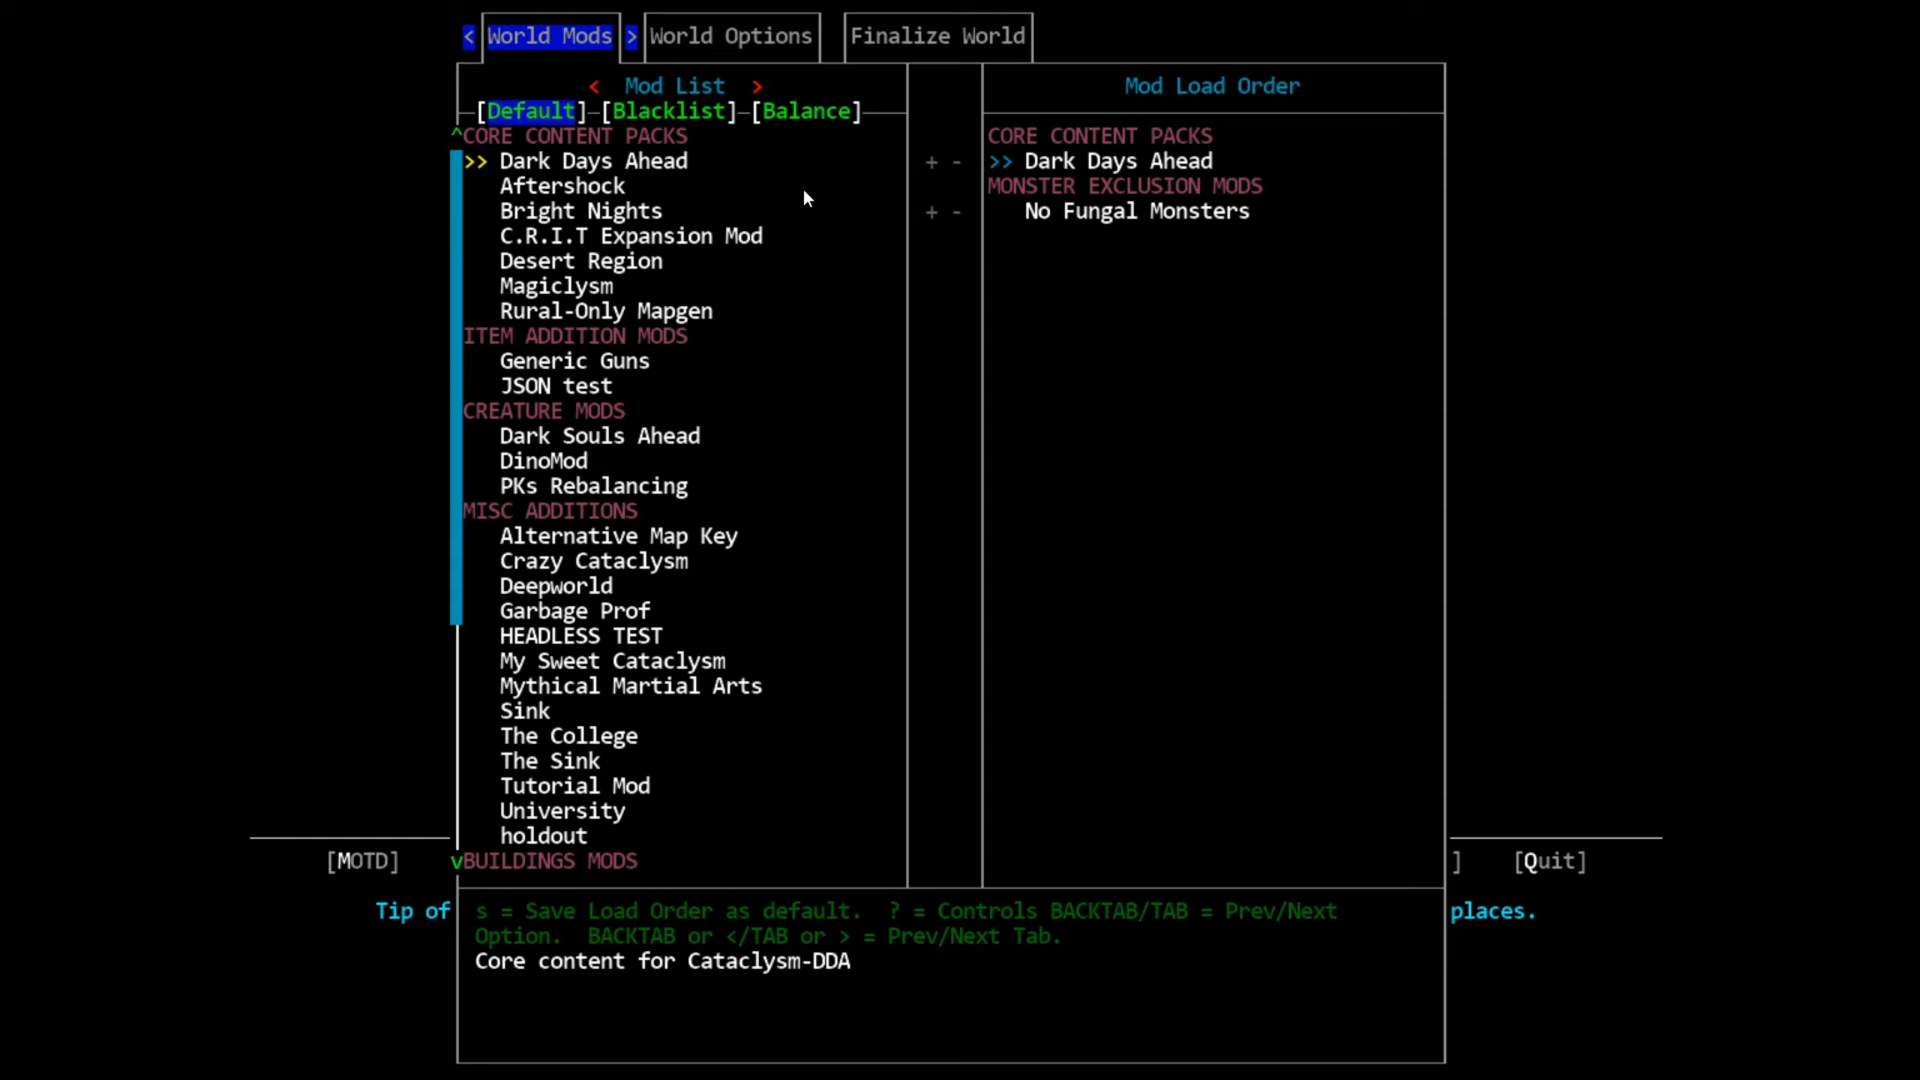 < World Mods > World Options Finalize World
< Mod List > Mod Load Order
[Default] [Blacklist] [Balance]
^CORE CONTENT PACKS CORE CONTENT PACKS
>> Dark Days Ahead + - >> Dark Days Ahead
Aftershock MONSTER EXCLUSION MODS
Bright Nights + - No Fungal Monsters
C.R.I.T Expansion Mod
Desert Region
Magiclysm
Rural-Only Mapgen
ITEM ADDITION MODS
Generic Guns
JSON test
CREATURE MODS
Dark Souls Ahead
DinoMod
PKs Rebalancing
MISC ADDITIONS
Alternative Map Key
Crazy Cataclysm
Deepworld
Garbage Prof
HEADLESS TEST
My Sweet Cataclysm
Mythical Martial Arts
Sink
The College
The Sink
Tutorial Mod
University
holdout
[MOTD] vBUILDINGS MODS ] [Quit]
Tip of s = Save Load Order as default. ? = Controls BACKTAB/TAB = Prev/Next places.
Option. BACKTAB or </TAB or > = Prev/Next Tab.
Core content for Cataclysm-DDA